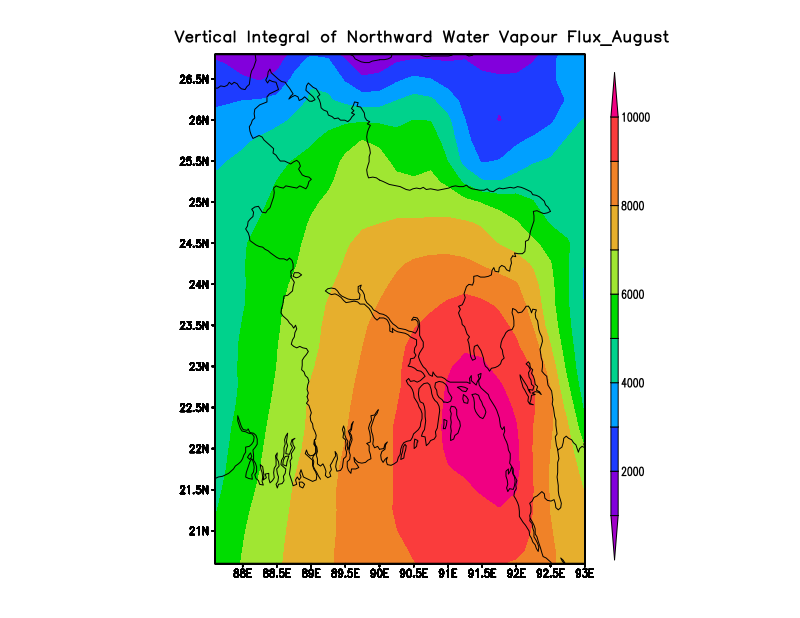 Vertical Integral of Northward Water Vapour Flux_August
26.5N
26N
25.5N
25N
24.5N
24N
23.5N
23N
22.5N
22N
21.5N
21N
88E 88.5E 89E 89.5E 90E 90.5E 91E 91.5E 92E 92.5E 93E
10000
8000
6000
4000
2000